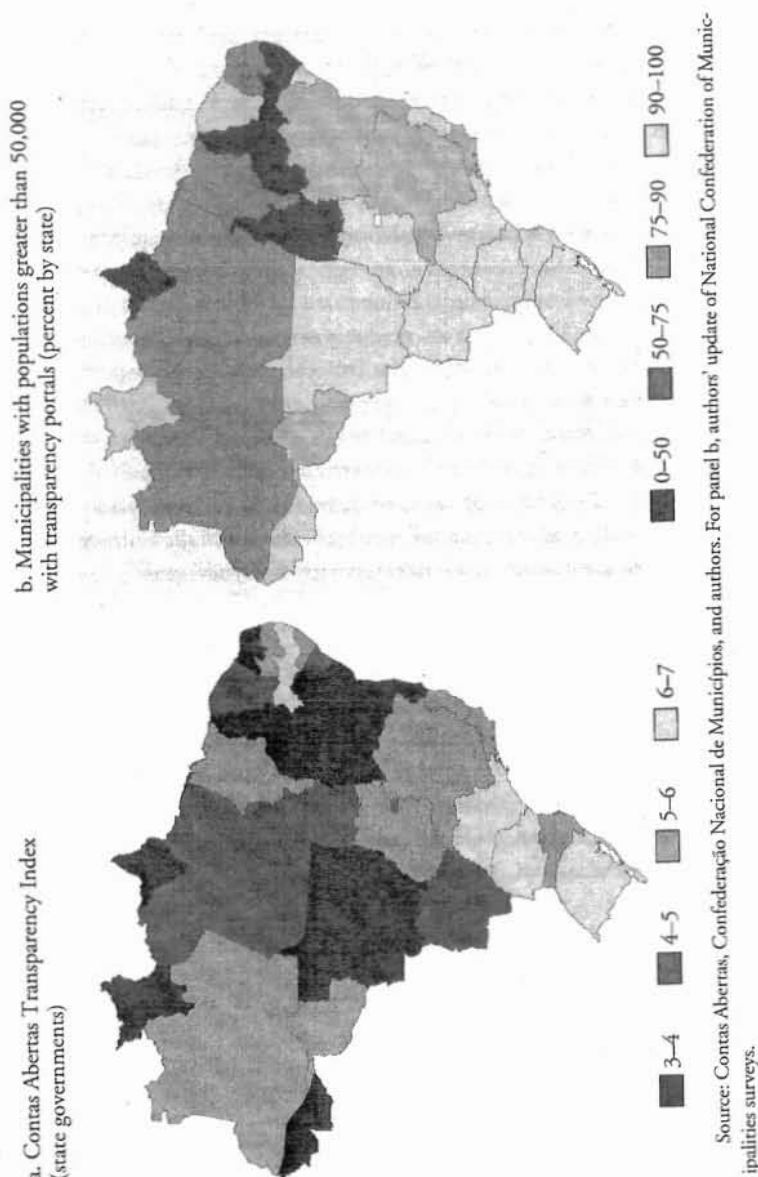 a. Contas Abertas Transparency Index
(state governments)
3–4
4–5
5–6
6–7
b. Municipalities with populations greater than 50,000
with transparency portals (percent by state)
0–50
50–75
75–90
90–100
Source: Contas Abertas, Confederação Nacional de Municípios, and authors. For panel b, authors' update of National Confederation of Munic-
ipalities surveys.